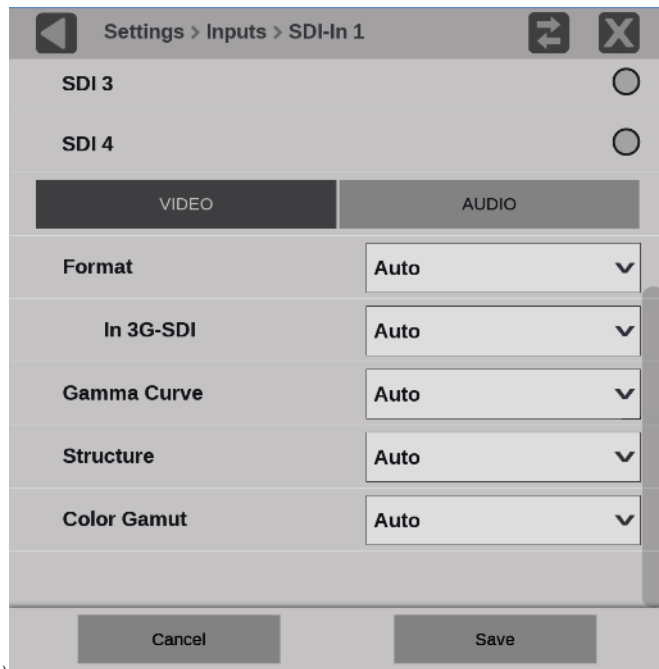 Settings > Inputs > SDI-In 1
SDI 3
SDI 4
VIDEO AUDIO
Format Auto
In 3G-SDI Auto
Gamma Curve Auto
Structure Auto
Color Gamut Auto
Cancel Save